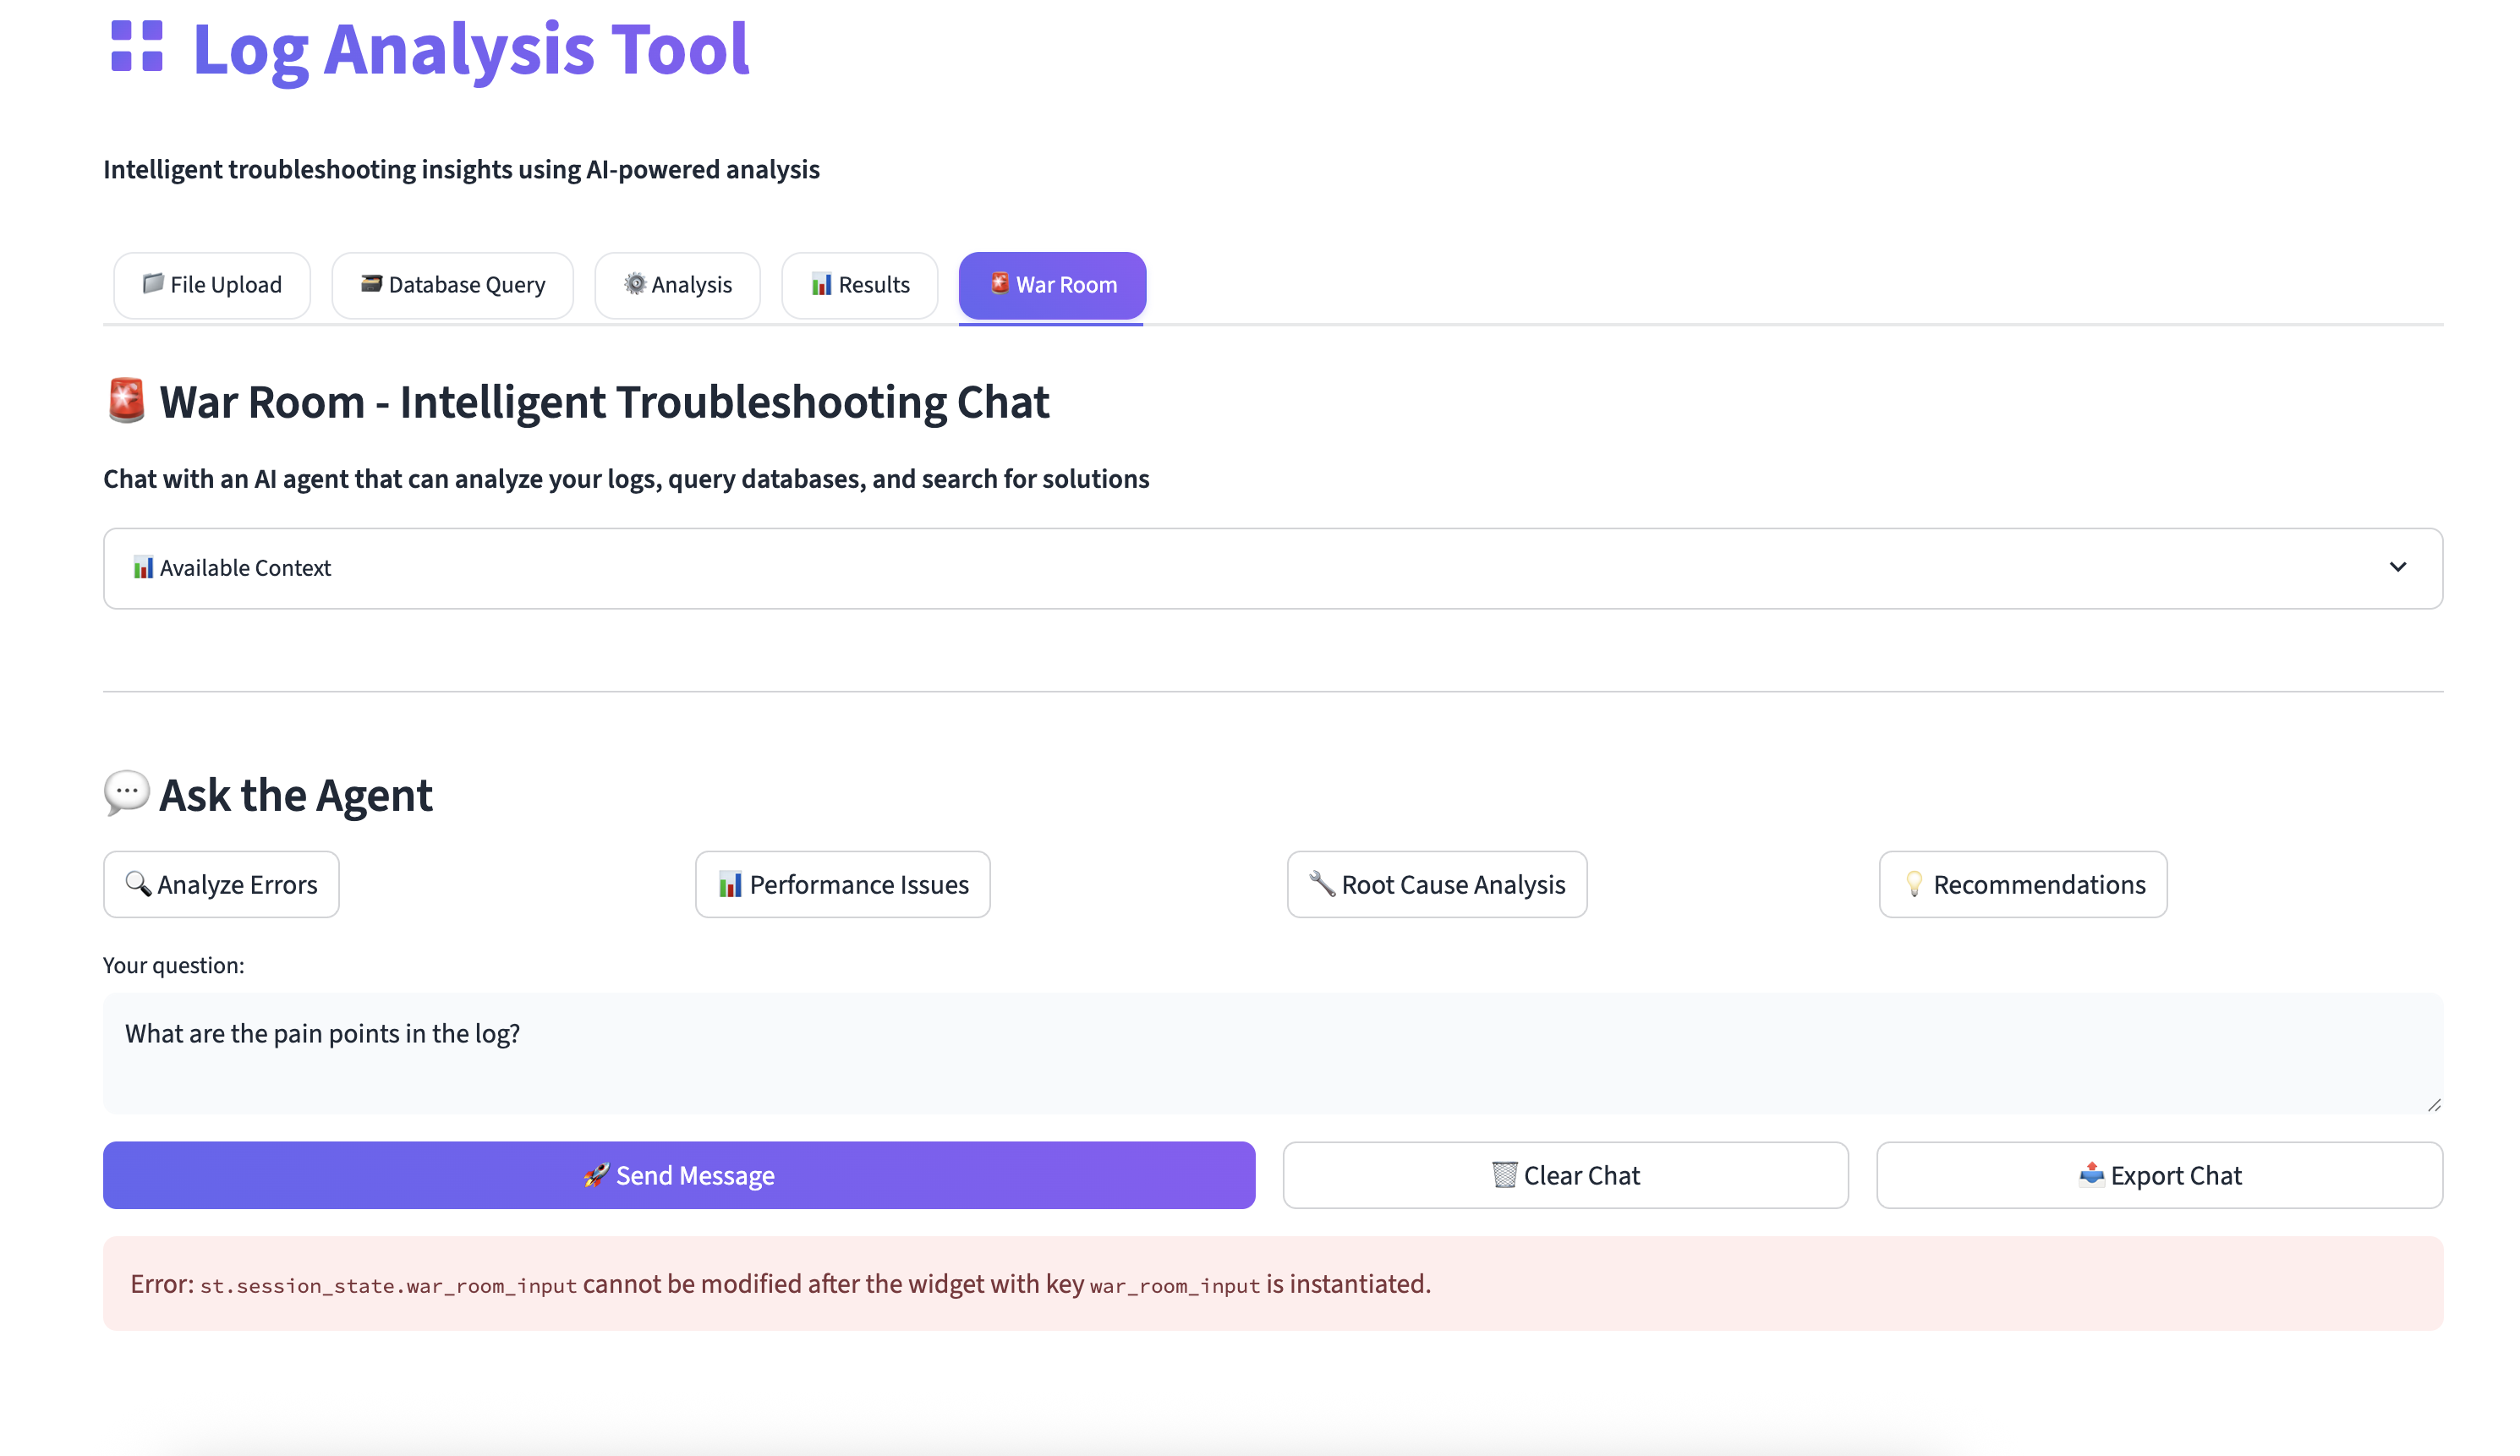 Log Analysis Tool
Intelligent troubleshooting insights using AI-powered analysis
File Upload
Database Query
Analysis
Results
War Room
War Room - Intelligent Troubleshooting Chat
Chat with an AI agent that can analyze your logs, query databases, and search for solutions
Available Context
Ask the Agent
Analyze Errors
Performance Issues
Root Cause Analysis
Recommendations
Your question:
What are the pain points in the log?
Send Message
Clear Chat
Export Chat
Error: st.session_state.war_room_input cannot be modified after the widget with key war_room_input is instantiated.